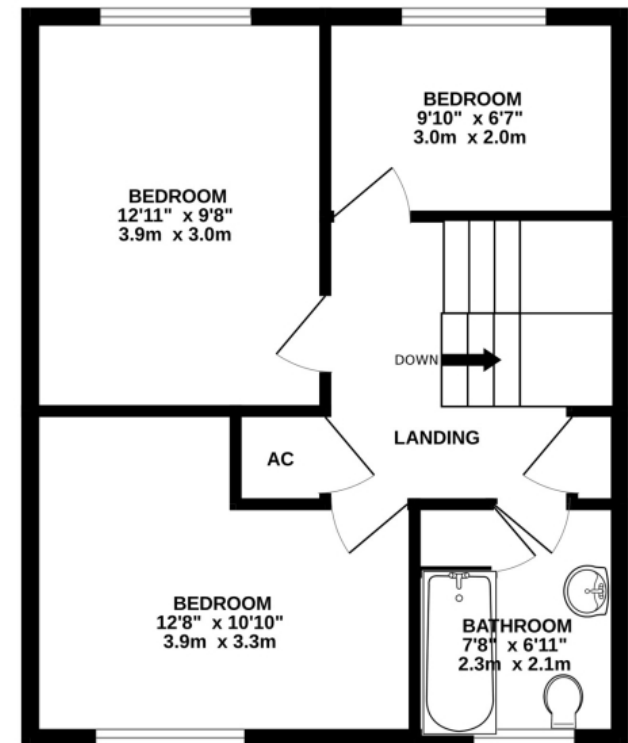 BEDROOM
9'10" x 6'7"
3.0m x 2.0m
BEDROOM
12'11" x 9'8"
3.9m x 3.0m
DOWN
LANDING
AC
BEDROOM
12'8" x 10'10"
3.9m x 3.3m
BATHROOM
7'8" x 6'11"
2.3m x 2.1m